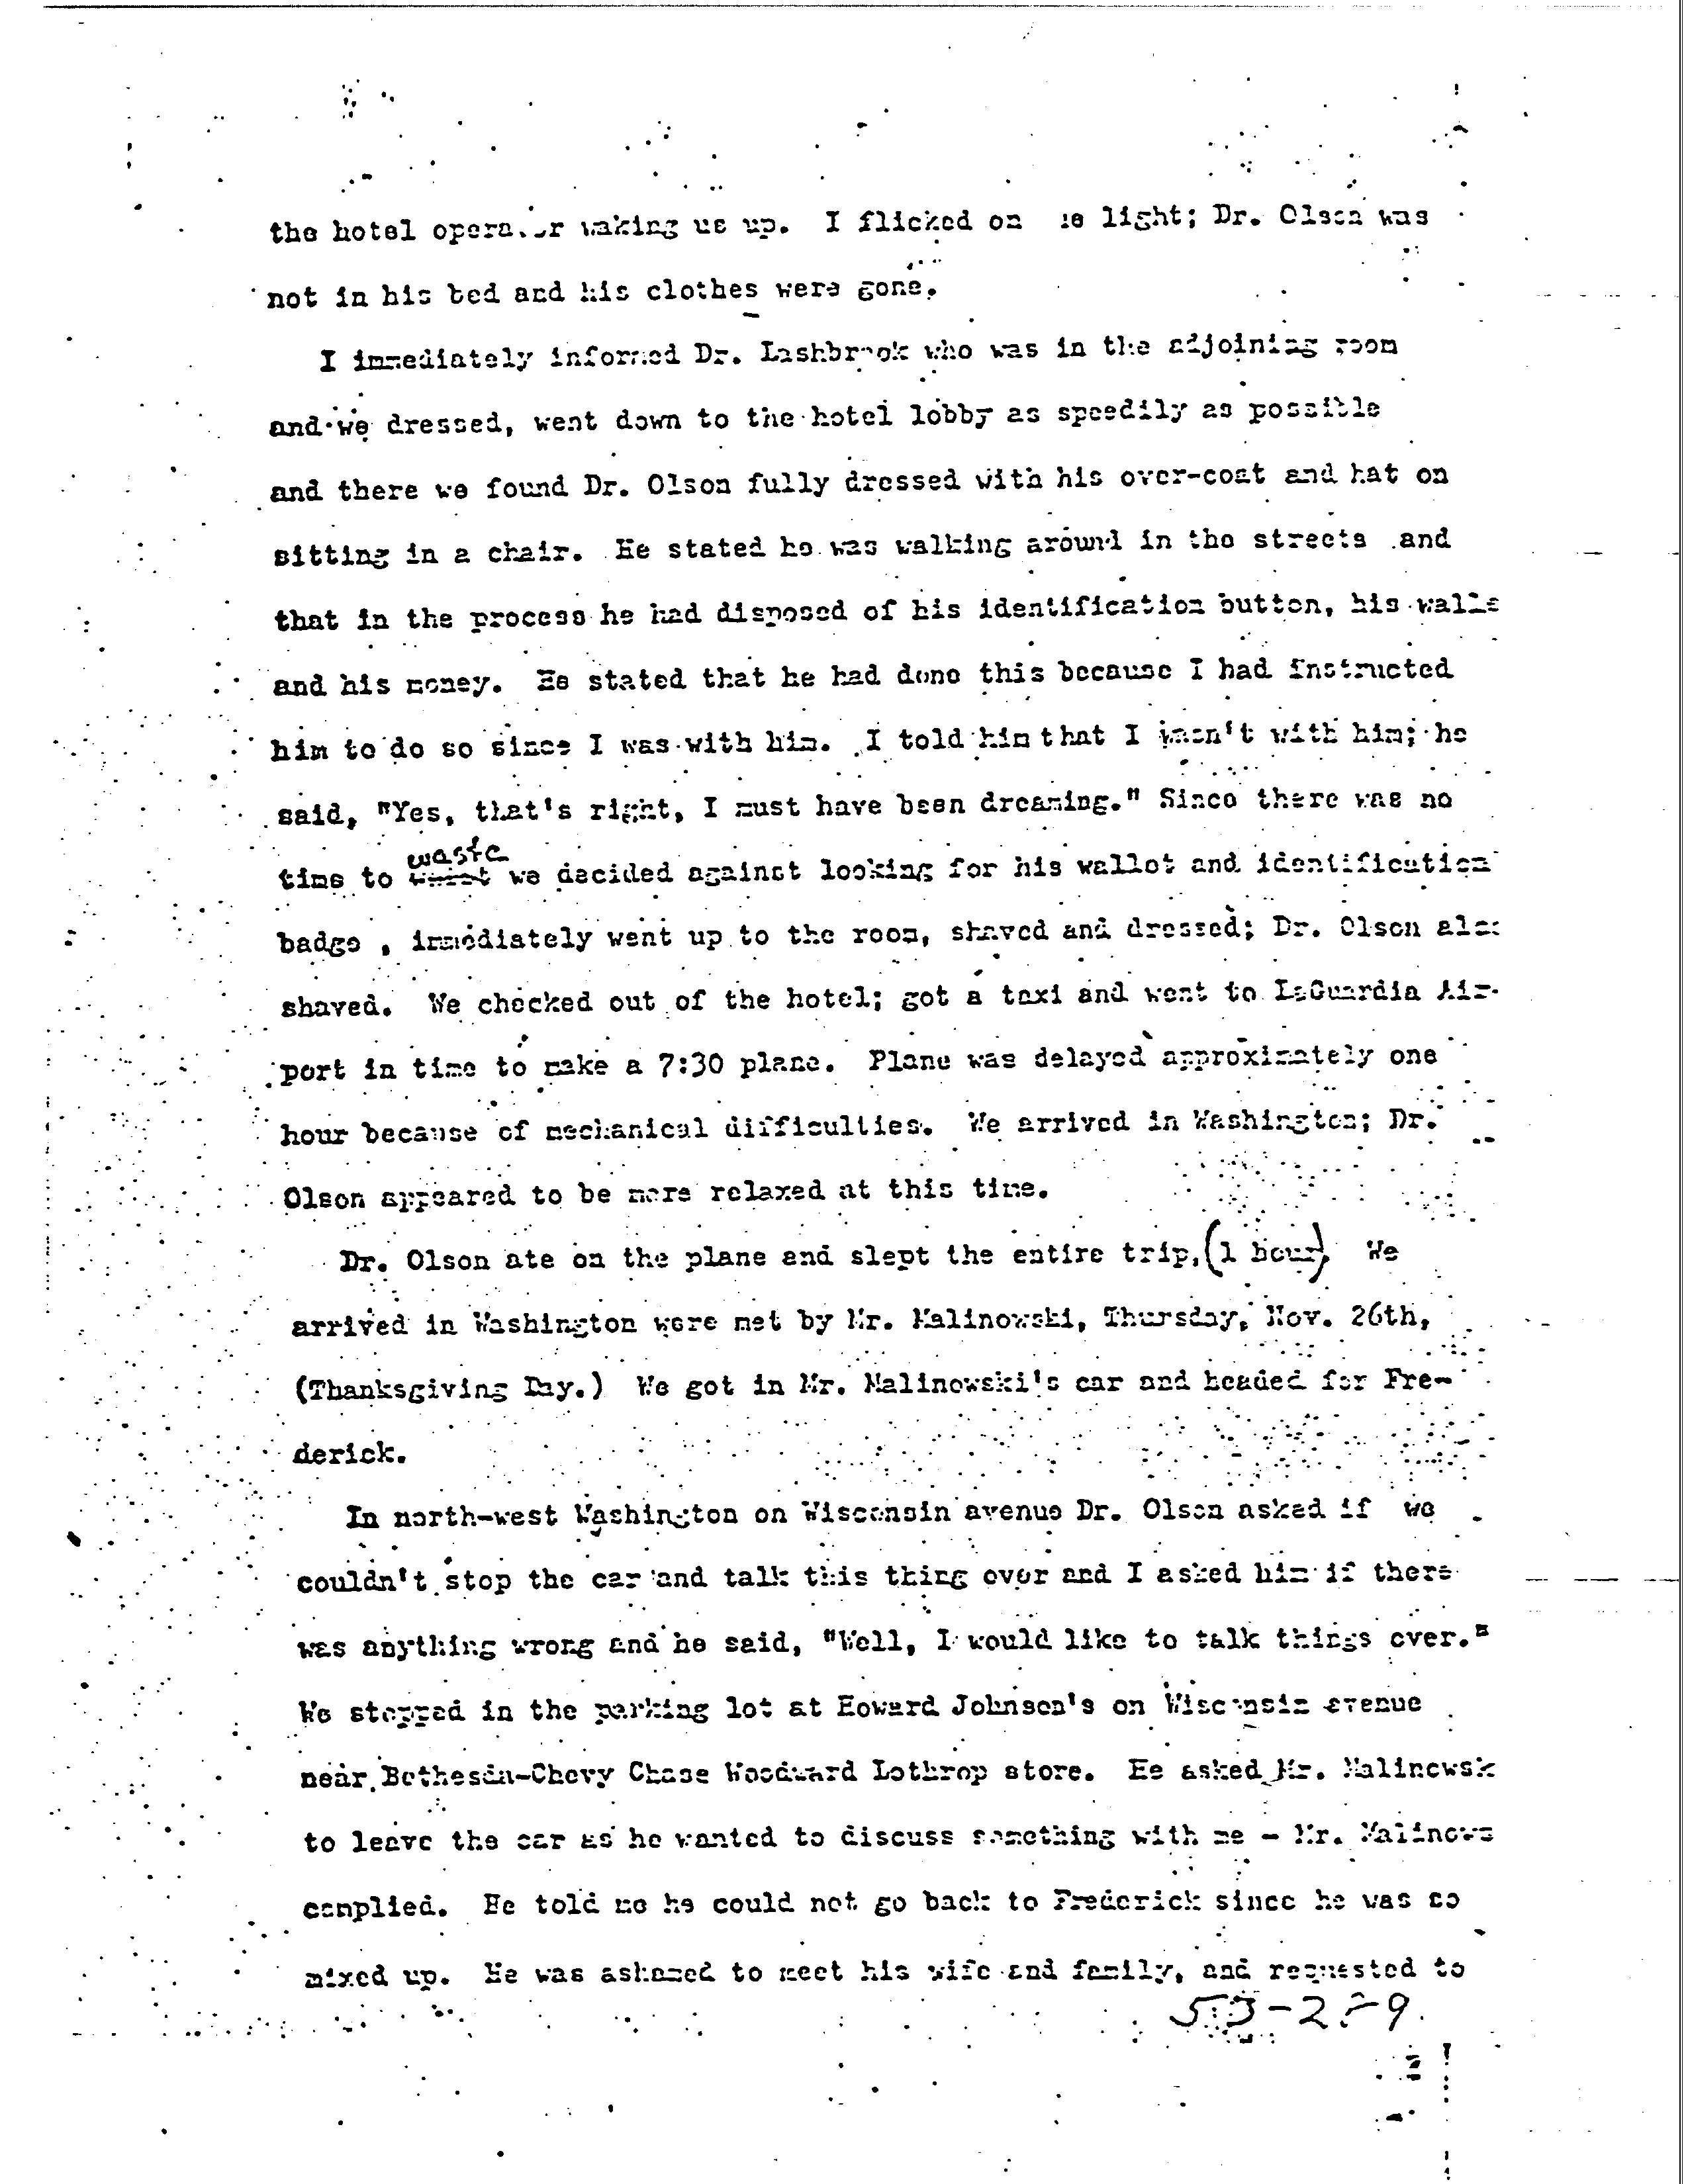 the hotel waking us up. I flicked on light; Dr. Olson was
not in his bed and his clothes were gone.
I immediately informed Dr. Lashbrook who was in the adjoining room
and we dressed, went down to the hotel lobby as speedily as possible
and there we found Dr. Olson fully dressed with his over-coat and hat on
sitting in a chair. He stated he was walking around in the streets and
that in the process he had disposed of his identification button, his
and his money. He stated that he had done this because I had instructed
him to do so since I was with him. I told him that I wasn't with him; he
said, "Yes, that's right, I must have been dreaming." Since there was no
waste
time to we decided against looking for his wallet and identification
badge , immediately went up to the room, shaved and dressed; Dr. Olson
shaved. We checked out of the hotel; got a taxi and went to LaGuardia Air-
port in time to make a 7:30 plane. Plane was delayed approximately one
hour because of mechanical difficulties. We arrived in Washington; Dr.
Olson appeared to be more relaxed at this time.
Dr. Olson ate on the plane and slept the entire trip, (1 hour). We
arrived in Washington were met by Mr. Malinowski, Thursday, Nov. 26th,
(Thanksgiving Day.) We got in Mr. Malinowski's car and headed for Fre-
derick.
In north-west Washington on Wisconsin avenue Dr. Olson asked if we
couldn't stop the car and talk this thing over and I asked him if there
was anything wrong and he said, "Well, I would like to talk things over."
We stopped in the parking lot at Howard Johnson's on Wisconsin avenue
near Bethesda-Chevy Chase Woodward Lothrop store. He asked Mr. Malinowsk
to leave the car as he wanted to discuss something with me - Mr. Malinows
complied. He told me he could not go back to Frederick since he was so
mixed up. He was ashamed to meet his wife and family, and requested to